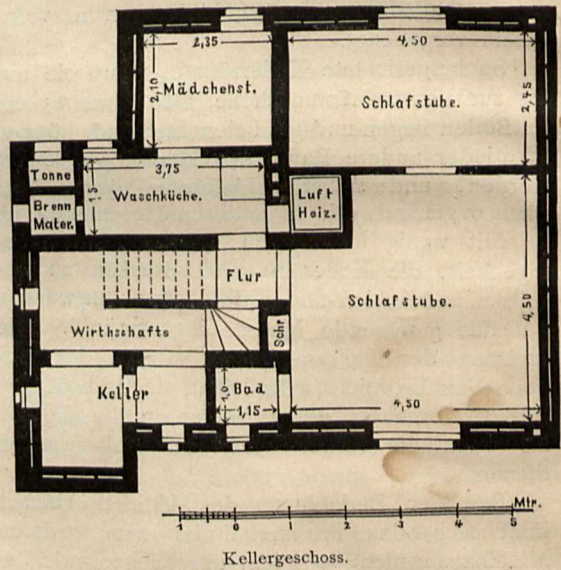 2,35
4,50
Mädchenst.
2,10
Schlafstube.
2,45
Tonne
3,75
Brenn
Mater.
1,5
Waschküche.
Luft
Heiz.
Flur
Schlafstube.
4,50
Wirthschafts
Schr.
Keller
Bad
1,0
1,15
4,50
Mtr.
1
0
1
2
3
4
5
Kellergeschoss.